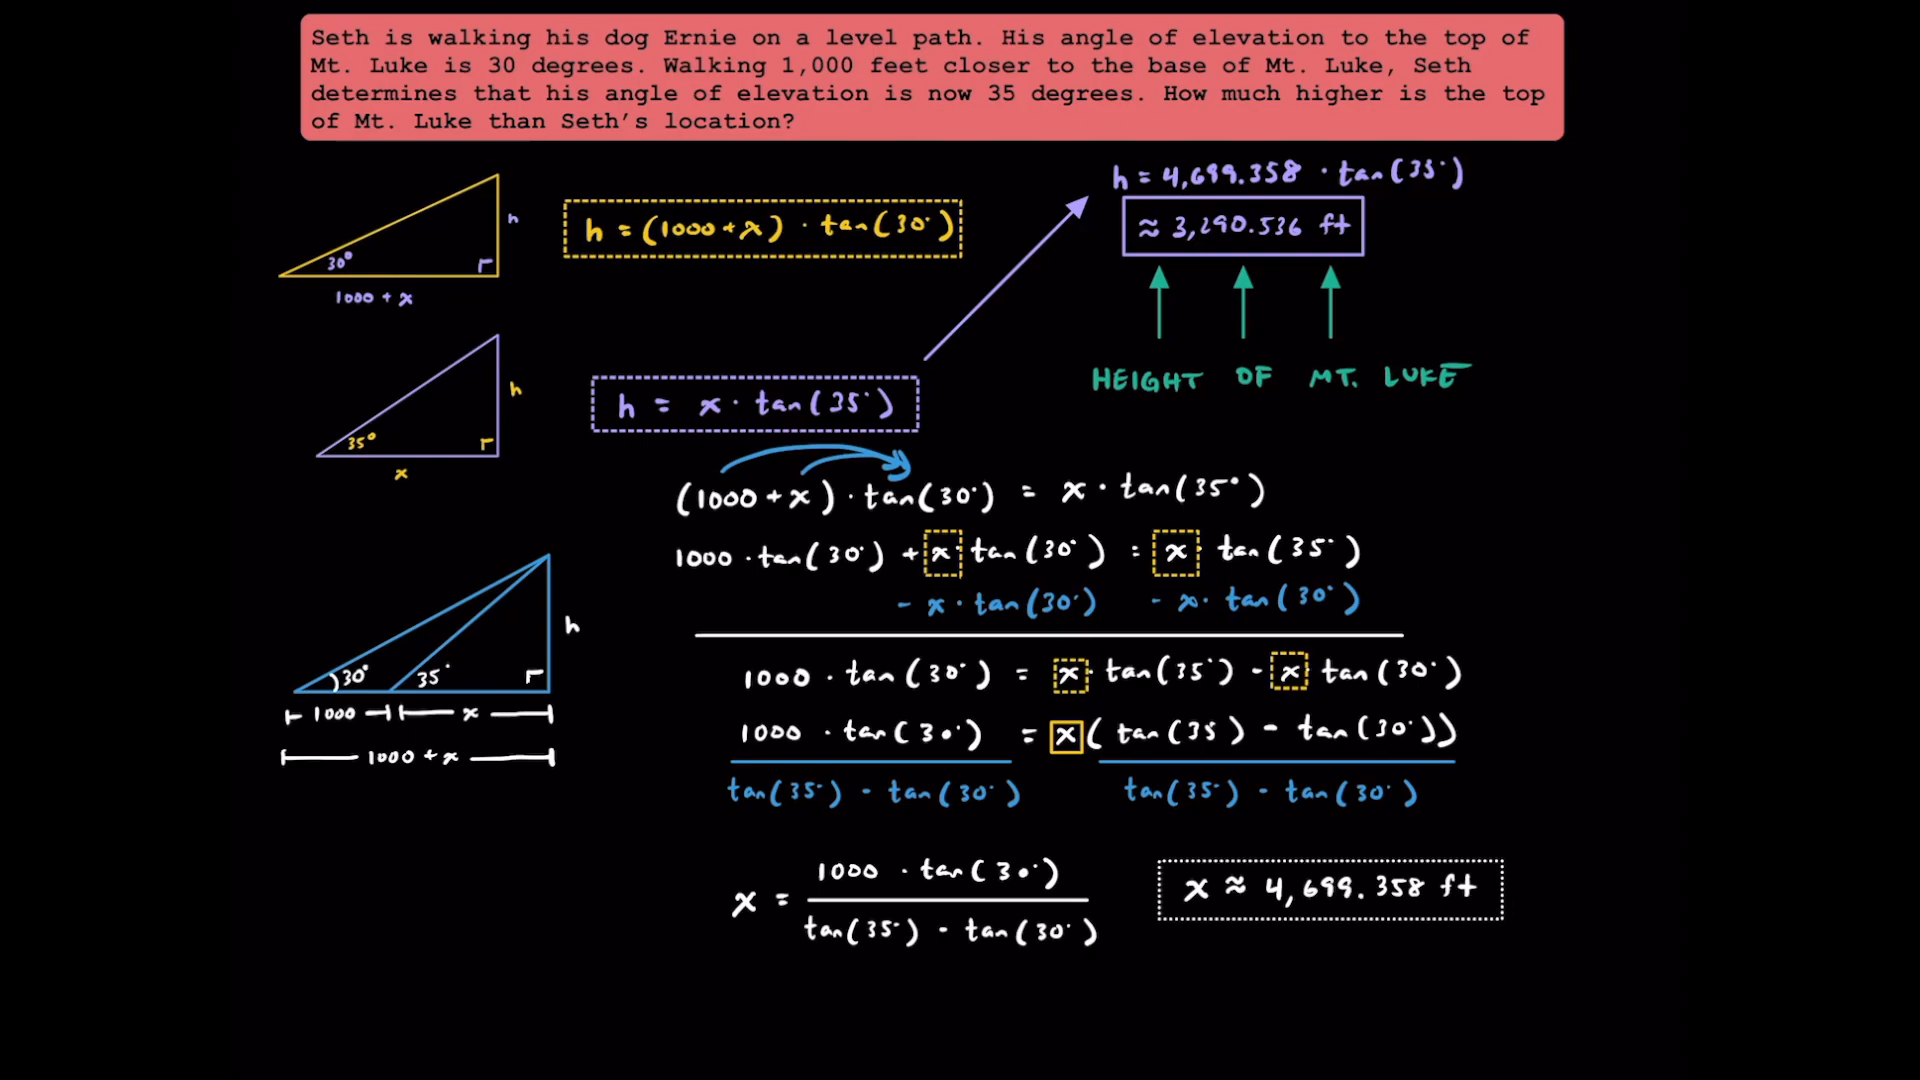 Seth is walking his dog Ernie on a level path. His angle of elevation to the top of
Mt. Luke is 30 degrees. Walking 1,000 feet closer to the base of Mt. Luke, Seth
determines that his angle of elevation is now 35 degrees. How much higher is the top
of Mt. Luke than Seth's location?
h
30°
1000 + x
h = (1000 + x) · tan(30°)
h = 4,699.358 · tan(35°)
≈ 3,290.536 ft
HEIGHT OF MT. LUKE
h
35°
x
h = x · tan(35°)
(1000 + x) · tan(30°) = x · tan(35°)
1000 · tan(30°) + x · tan(30°) = x · tan(35°)
- x · tan(30°) - x · tan(30°)
1000 · tan(30°) = x · tan(35°) - x · tan(30°)
1000 · tan(30°) = x( tan(35) - tan(30°))
tan(35°) - tan(30°) tan(35°) - tan(30°)
h
30° 35°
1000 x
1000 + x
x = 1000 · tan(30°)
tan(35°) - tan(30°)
x ≈ 4,699.358 ft